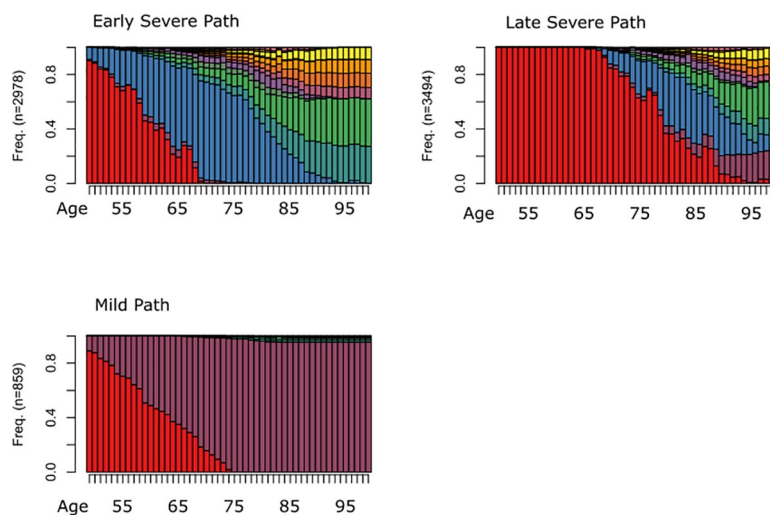 Early Severe Path
Freq. (n=2978)
0.0 0.4 0.8
Age 55 65 75 85 95
Late Severe Path
Freq. (n=3494)
0.0 0.4 0.8
Age 55 65 75 85 95
Mild Path
Freq. (n=859)
0.0 0.4 0.8
Age 55 65 75 85 95